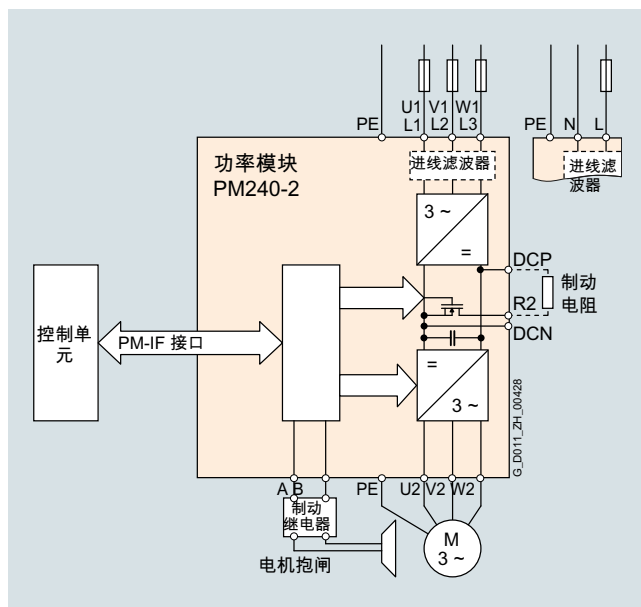 U1 V1 W1
PE L1 L2 L3
PE N L
功率模块
PM240-2
进线滤波器
进线滤
波器
3 ~
=
DCP
R2
DCN
制动
电阻
控制单
元
PM-IF 接口
=
3 ~
G_D011_ZH_00428
A B
PE U2 V2 W2
制动
继电器
电机抱闸
M
3 ~